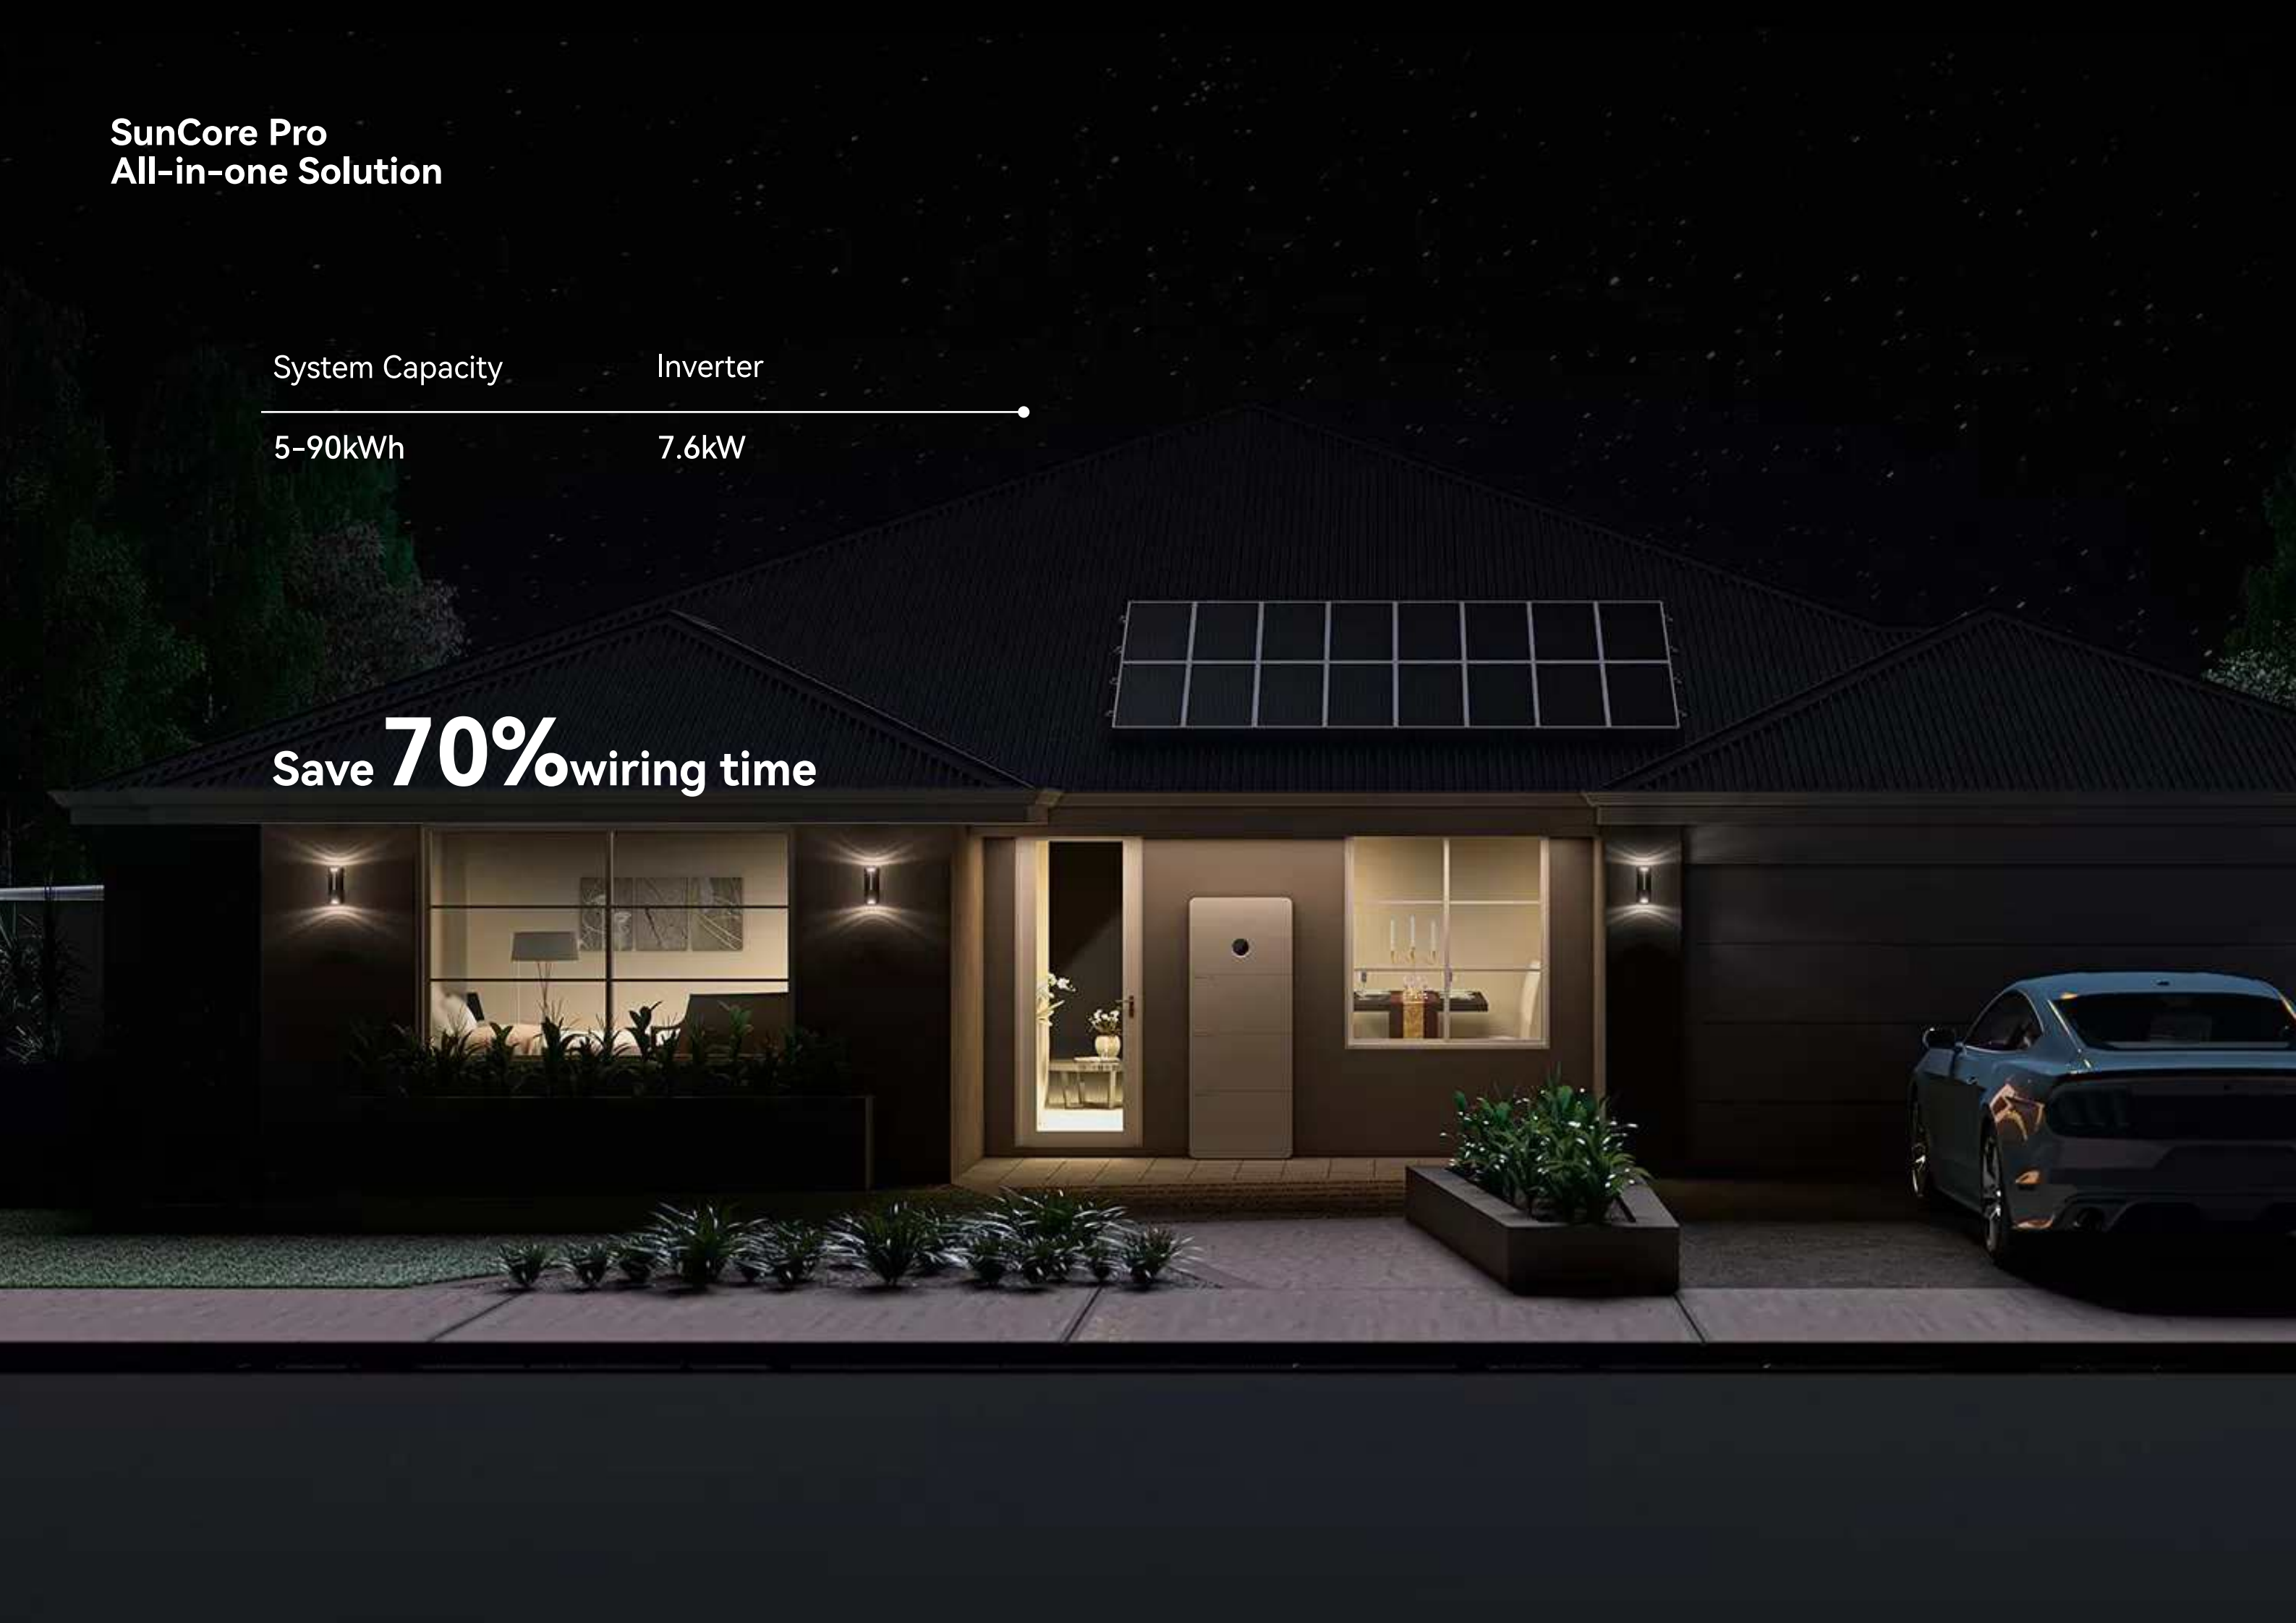 SunCore Pro
All-in-one Solution
System Capacity Inverter
5-90kWh 7.6kW
Save 70%wiring time